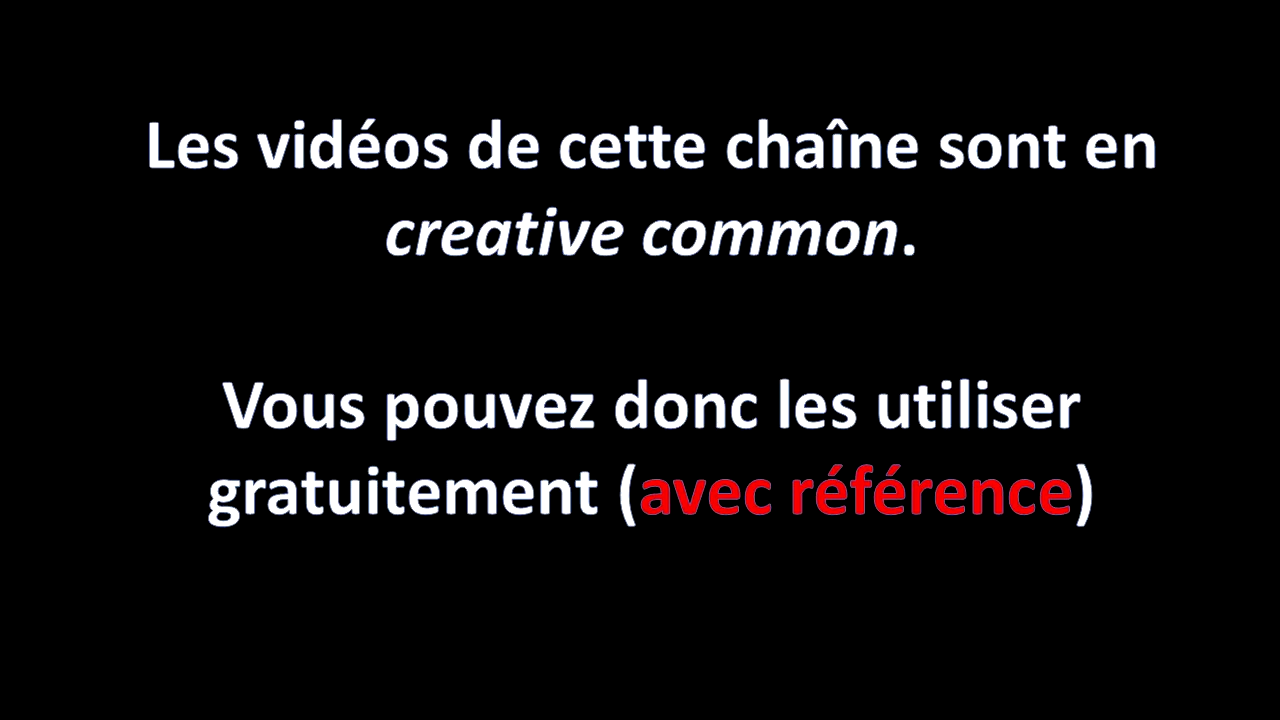 Les vidéos de cette chaîne sont en
creative common.
Vous pouvez donc les utiliser
gratuitement (avec référence)